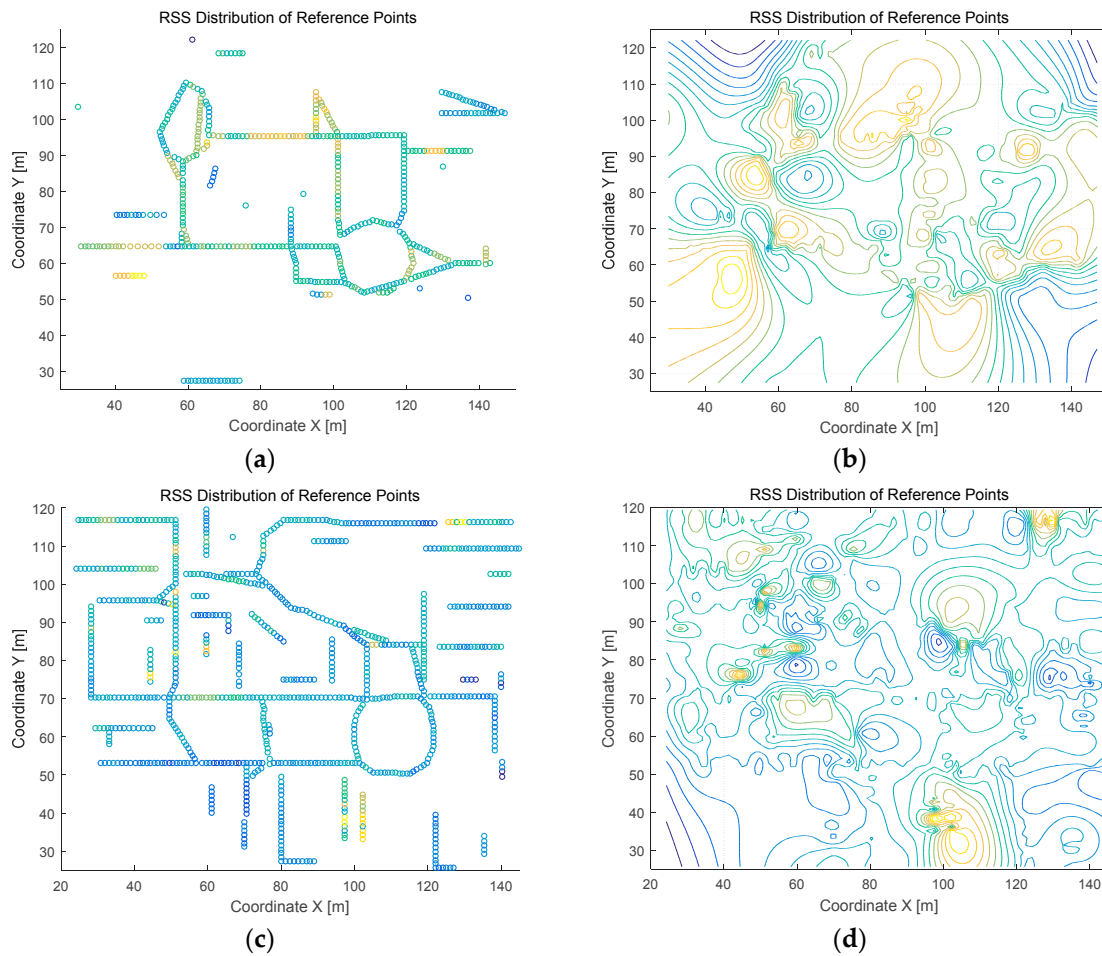 RSS Distribution of Reference Points
Coordinate Y [m]
120
110
100
90
80
70
60
50
40
30
40 60 80 100 120 140
Coordinate X [m]
(a)
RSS Distribution of Reference Points
Coordinate Y [m]
120
110
100
90
80
70
60
50
40
30
40 60 80 100 120 140
Coordinate X [m]
(b)
RSS Distribution of Reference Points
Coordinate Y [m]
120
110
100
90
80
70
60
50
40
30
20 40 60 80 100 120 140
Coordinate X [m]
(c)
RSS Distribution of Reference Points
Coordinate Y [m]
120
110
100
90
80
70
60
50
40
30
20 40 60 80 100 120 140
Coordinate X [m]
(d)